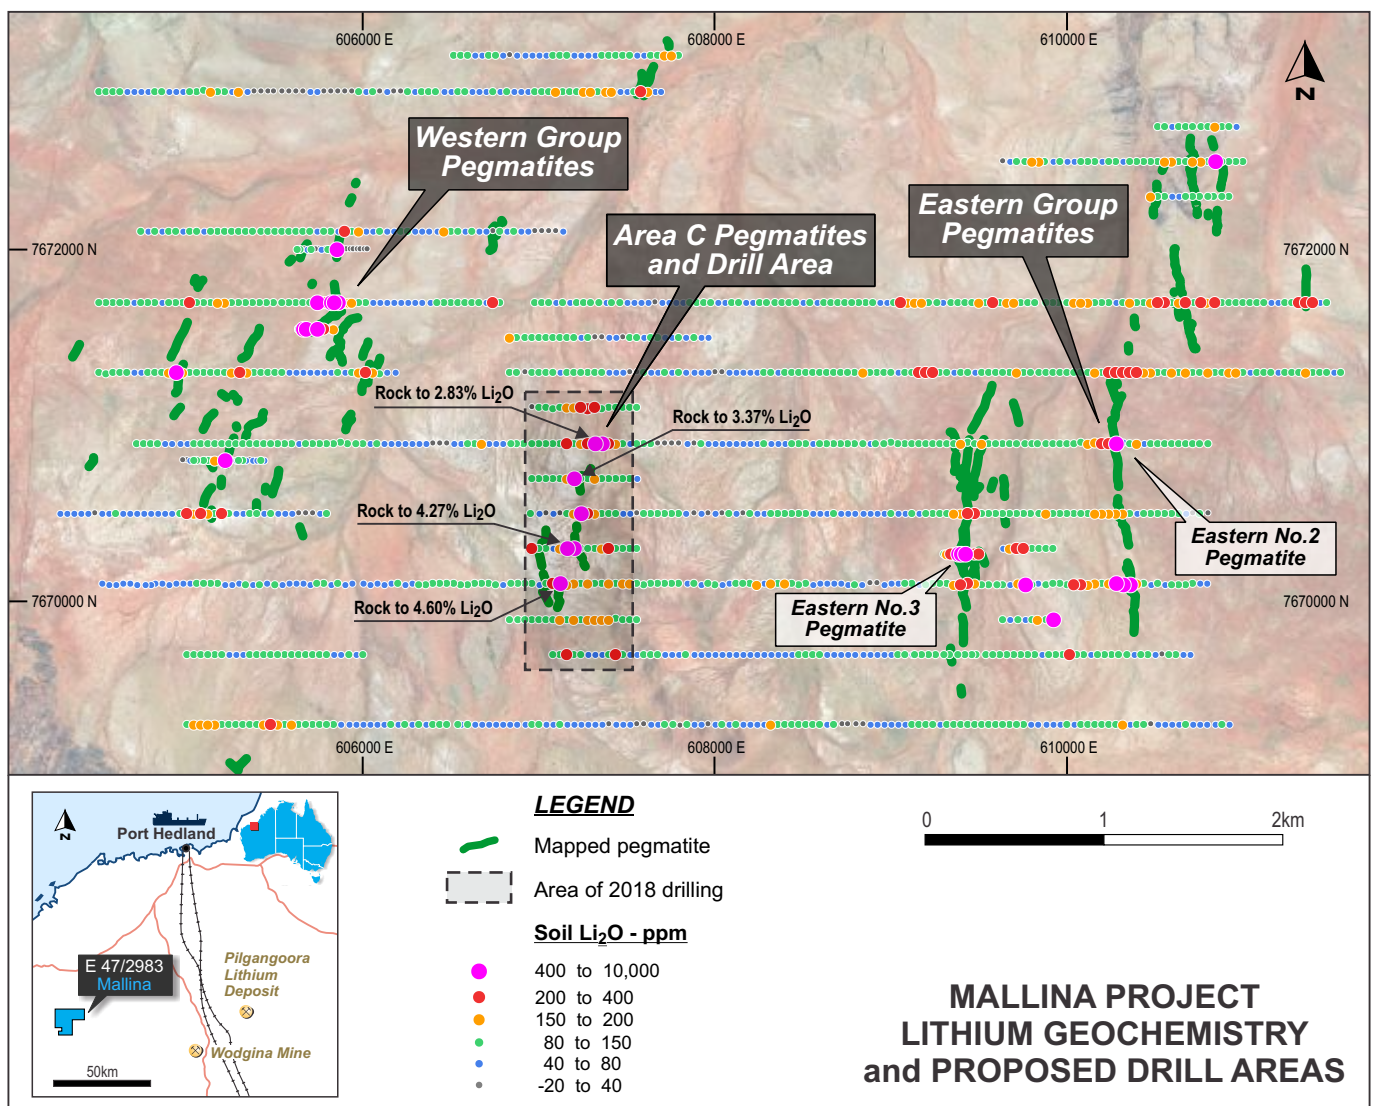 606000 E
608000 E
610000 E
N
Western Group
Pegmatites
Area C Pegmatites
and Drill Area
Eastern Group
Pegmatites
7672000 N
7672000 N
Rock to 2.83% Li₂O
Rock to 3.37% Li₂O
Rock to 4.27% Li₂O
Eastern No.2
Pegmatite
7670000 N
Rock to 4.60% Li₂O
Eastern No.3
Pegmatite
7670000 N
606000 E
608000 E
610000 E
N
Port Hedland
E 47/2983
Mallina
Pilgangoora
Lithium
Deposit
Wodgina Mine
50km
LEGEND
Mapped pegmatite
Area of 2018 drilling
Soil Li₂O - ppm
400 to 10,000
200 to 400
150 to 200
80 to 150
40 to 80
-20 to 40
0 1 2km
MALLINA PROJECT
LITHIUM GEOCHEMISTRY
and PROPOSED DRILL AREAS